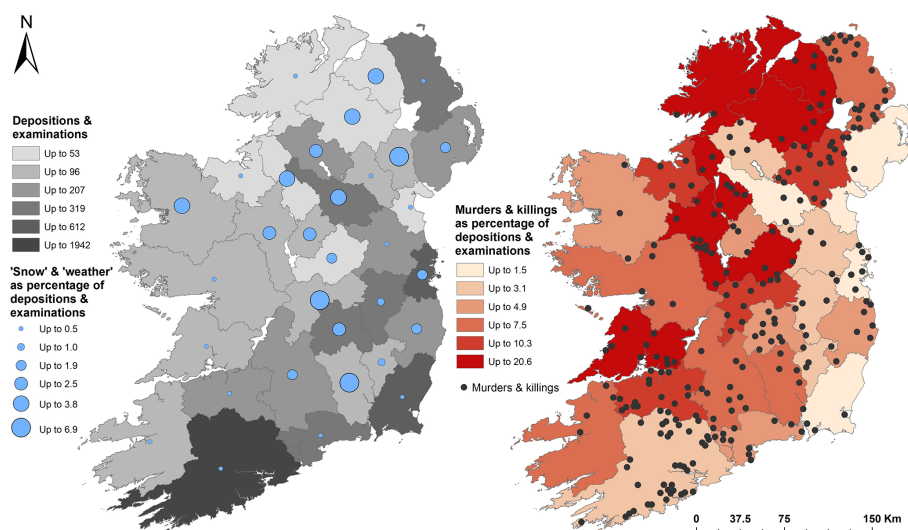 N
Depositions &
examinations
Up to 53
Up to 96
Up to 207
Up to 319
Up to 612
Up to 1942
'Snow' & 'weather'
as percentage of
depositions &
examinations
Up to 0.5
Up to 1.0
Up to 1.9
Up to 2.5
Up to 3.8
Up to 6.9
Murders & killings
as percentage of
depositions &
examinations
Up to 1.5
Up to 3.1
Up to 4.9
Up to 7.5
Up to 10.3
Up to 20.6
Murders & killings
0 37.5 75 150 Km